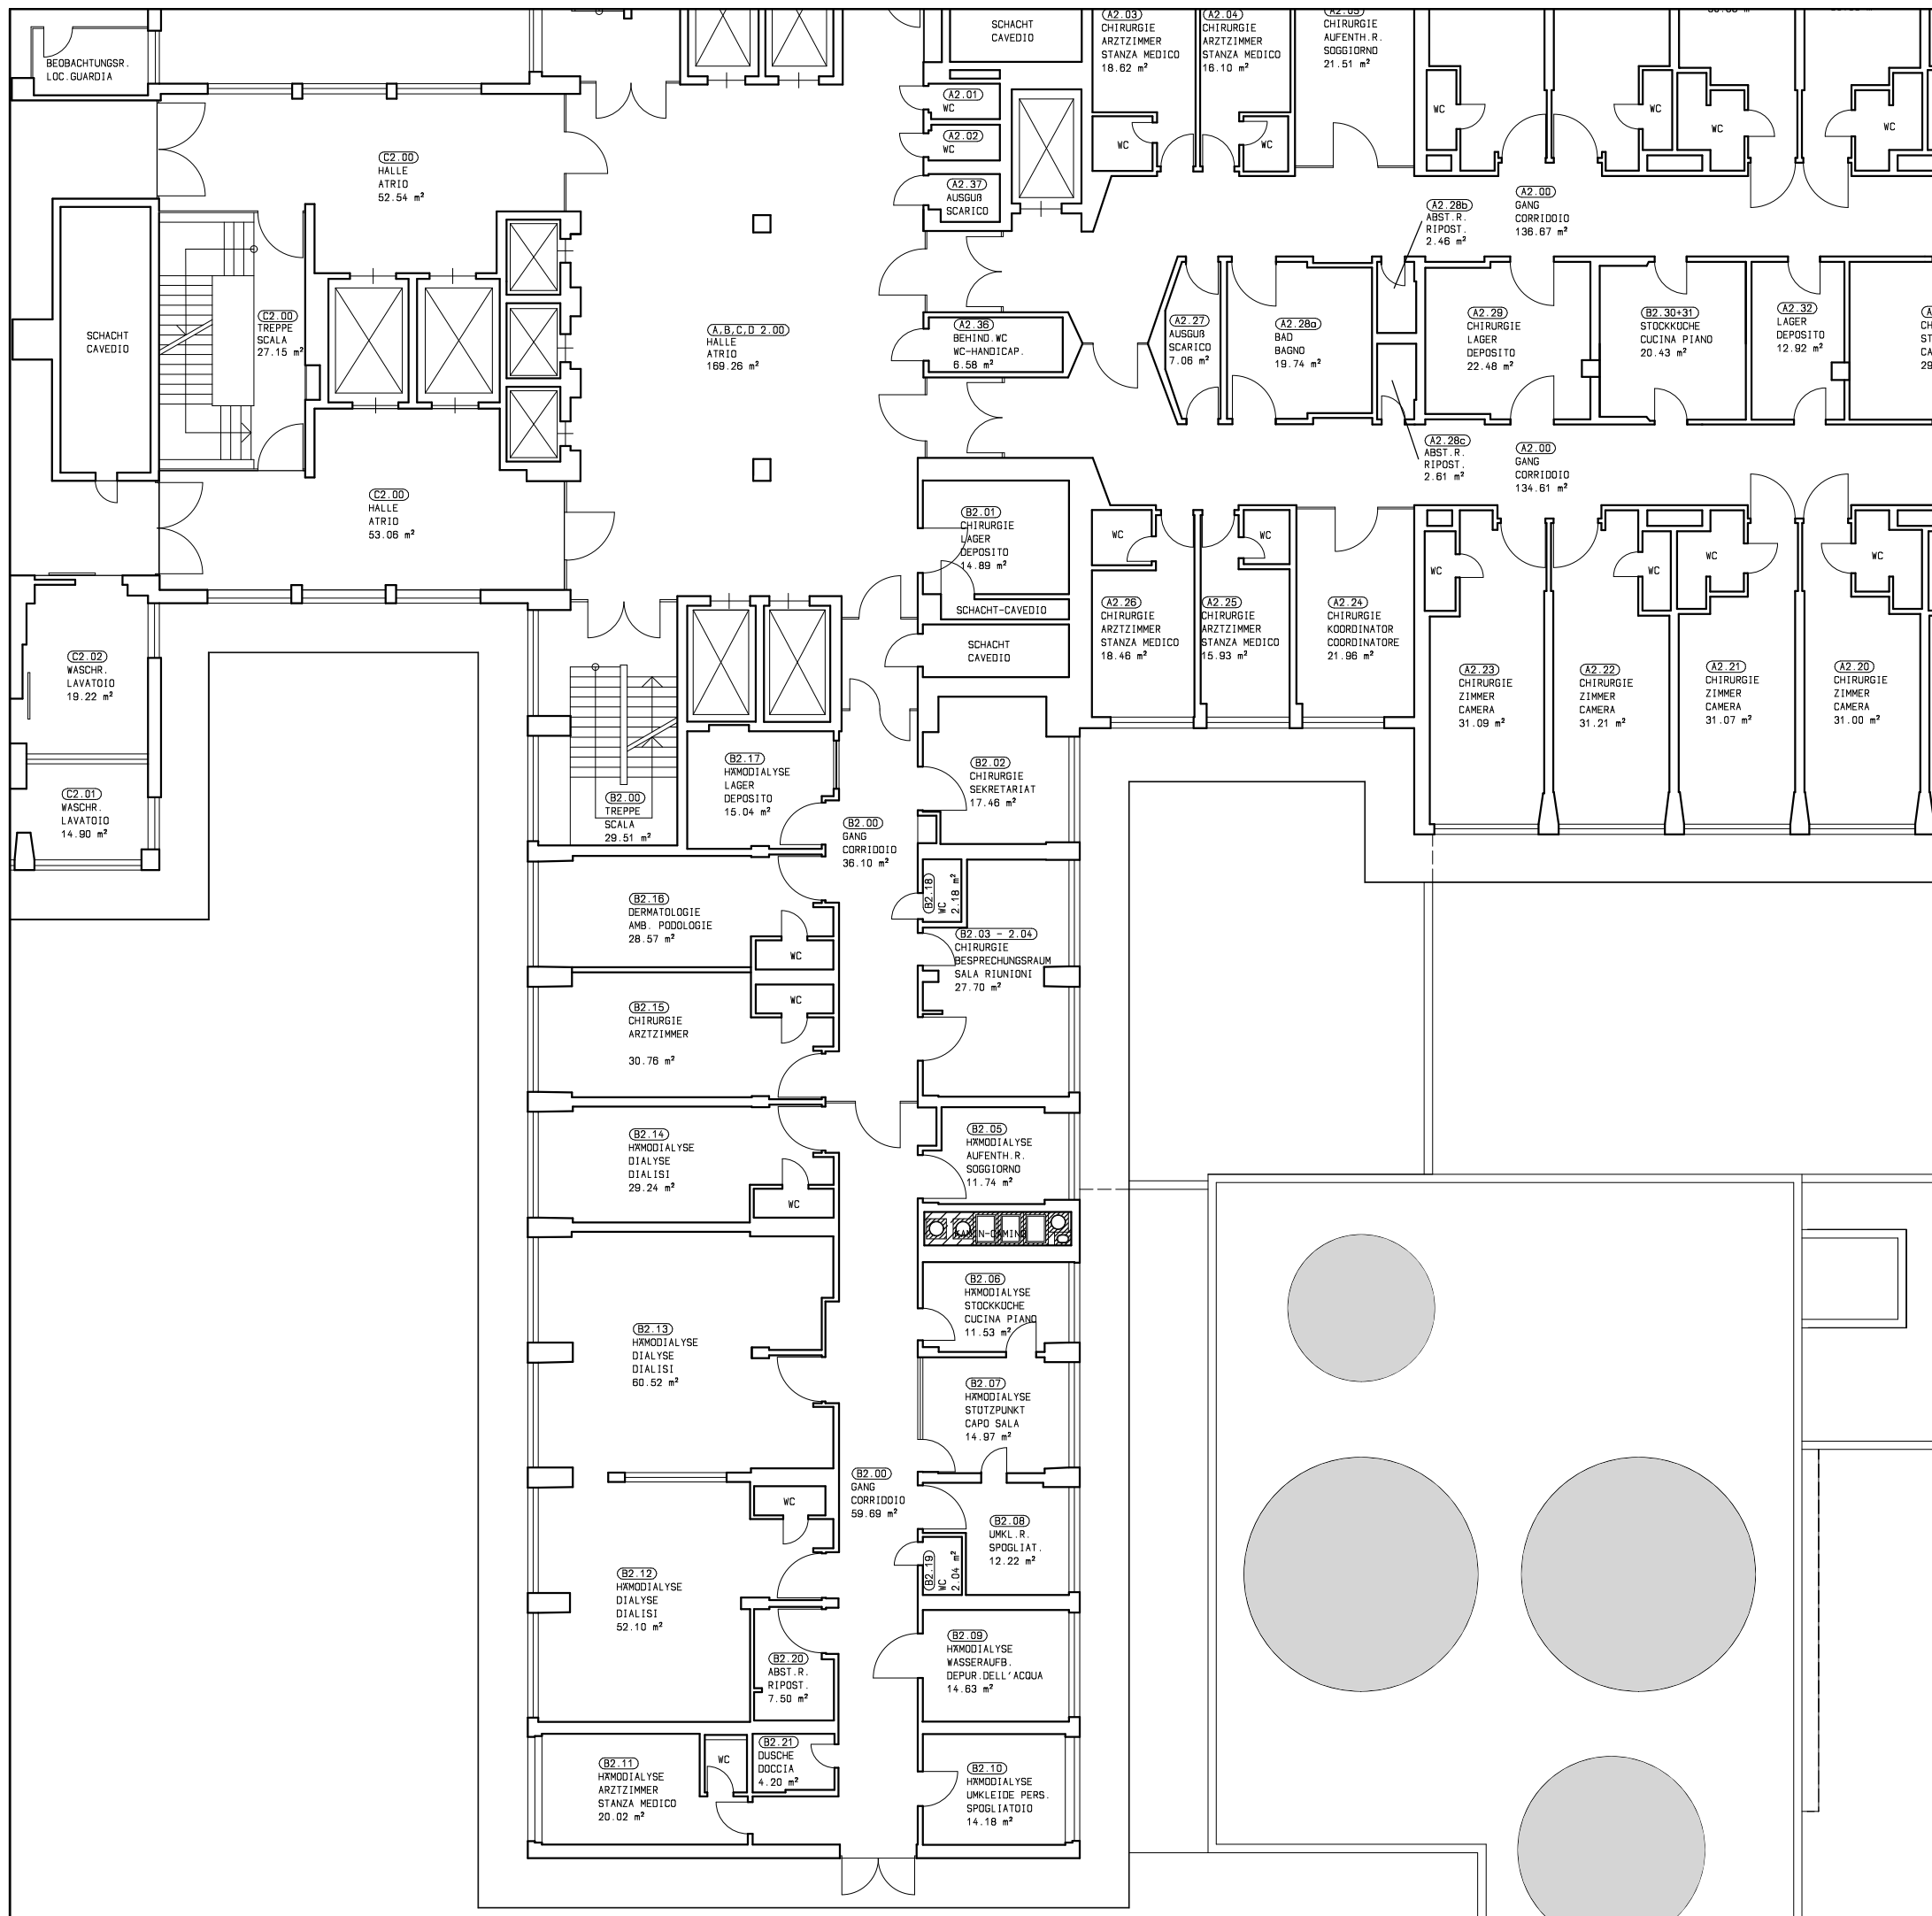 BEOBACHTUNGSR.
LOC.GUARDIA
SCHACHT
CAVEDIO
A2.03
CHIRURGIE
ARZTZIMMER
STANZA MEDICO
18.62 m²
A2.04
CHIRURGIE
ARZTZIMMER
STANZA MEDICO
16.10 m²
CHIRURGIE
AUFENTH.R.
SOGGIORNO
21.51 m²
A2.01
WC
A2.02
WC
A2.37
AUSGUß
SCARICO
WC
WC
WC
WC
WC
WC
C2.00
HALLE
ATRIO
52.54 m²
A2.28b
ABST.R.
RIPOST.
2.46 m²
A2.00
GANG
CORRIDOIO
136.67 m²
SCHACHT
CAVEDIO
C2.00
TREPPE
SCALA
27.15 m²
A,B,C,D 2.00
HALLE
ATRIO
169.26 m²
A2.36
BEHIND.WC
WC-HANDICAP.
6.58 m²
A2.27
AUSGUß
SCARICO
7.06 m²
A2.28a
BAD
BAGNO
19.74 m²
A2.29
CHIRURGIE
LAGER
DEPOSITO
22.48 m²
B2.30+31
STOCKKÜCHE
CUCINA PIANO
20.43 m²
A2.32
LAGER
DEPOSITO
12.92 m²
A2.28c
ABST.R.
RIPOST.
2.61 m²
A2.00
GANG
CORRIDOIO
134.61 m²
C2.00
HALLE
ATRIO
53.06 m²
B2.01
CHIRURGIE
LAGER
DEPOSITO
14.89 m²
SCHACHT-CAVEDIO
SCHACHT
CAVEDIO
WC
WC
WC
WC
WC
WC
A2.26
CHIRURGIE
ARZTZIMMER
STANZA MEDICO
18.46 m²
A2.25
CHIRURGIE
ARZTZIMMER
STANZA MEDICO
15.93 m²
A2.24
CHIRURGIE
KOORDINATOR
COORDINATORE
21.96 m²
A2.23
CHIRURGIE
ZIMMER
CAMERA
31.09 m²
A2.22
CHIRURGIE
ZIMMER
CAMERA
31.21 m²
A2.21
CHIRURGIE
ZIMMER
CAMERA
31.07 m²
A2.20
CHIRURGIE
ZIMMER
CAMERA
31.00 m²
C2.02
WASCHR.
LAVATOIO
19.22 m²
C2.01
WASCHR.
LAVATOIO
14.90 m²
B2.17
HÄMODIALYSE
LAGER
DEPOSITO
15.04 m²
B2.00
TREPPE
SCALA
29.51 m²
B2.00
GANG
CORRIDOIO
36.10 m²
B2.02
CHIRURGIE
SEKRETARIAT
17.46 m²
B2.18
WC
2.18 m²
B2.16
DERMATOLOGIE
AMB. PODOLOGIE
28.57 m²
WC
B2.03 - 2.04
CHIRURGIE
BESPRECHUNGSRAUM
SALA RIUNIONI
27.70 m²
WC
B2.15
CHIRURGIE
ARZTZIMMER
30.76 m²
B2.14
HÄMODIALYSE
DIALYSE
DIALISI
29.24 m²
WC
B2.05
HÄMODIALYSE
AUFENTH.R.
SOGGIORNO
11.74 m²
KAMIN-CAMINO
B2.06
HÄMODIALYSE
STOCKKÜCHE
CUCINA PIANO
11.53 m²
B2.13
HÄMODIALYSE
DIALYSE
DIALISI
60.52 m²
B2.07
HÄMODIALYSE
STÜTZPUNKT
CAPO SALA
14.97 m²
B2.00
GANG
CORRIDOIO
59.69 m²
WC
B2.08
UMKL.R.
SPOGLIAT.
12.22 m²
B2.19
WC
2.04 m²
B2.12
HÄMODIALYSE
DIALYSE
DIALISI
52.10 m²
B2.20
ABST.R.
RIPOST.
7.50 m²
B2.09
HÄMODIALYSE
WASSERAUFB.
DEPUR.DELL'ACQUA
14.63 m²
B2.11
HÄMODIALYSE
ARZTZIMMER
STANZA MEDICO
20.02 m²
WC
B2.21
DUSCHE
DOCCIA
4.20 m²
B2.10
HÄMODIALYSE
UMKLEIDE PERS.
SPOGLIATOIO
14.18 m²